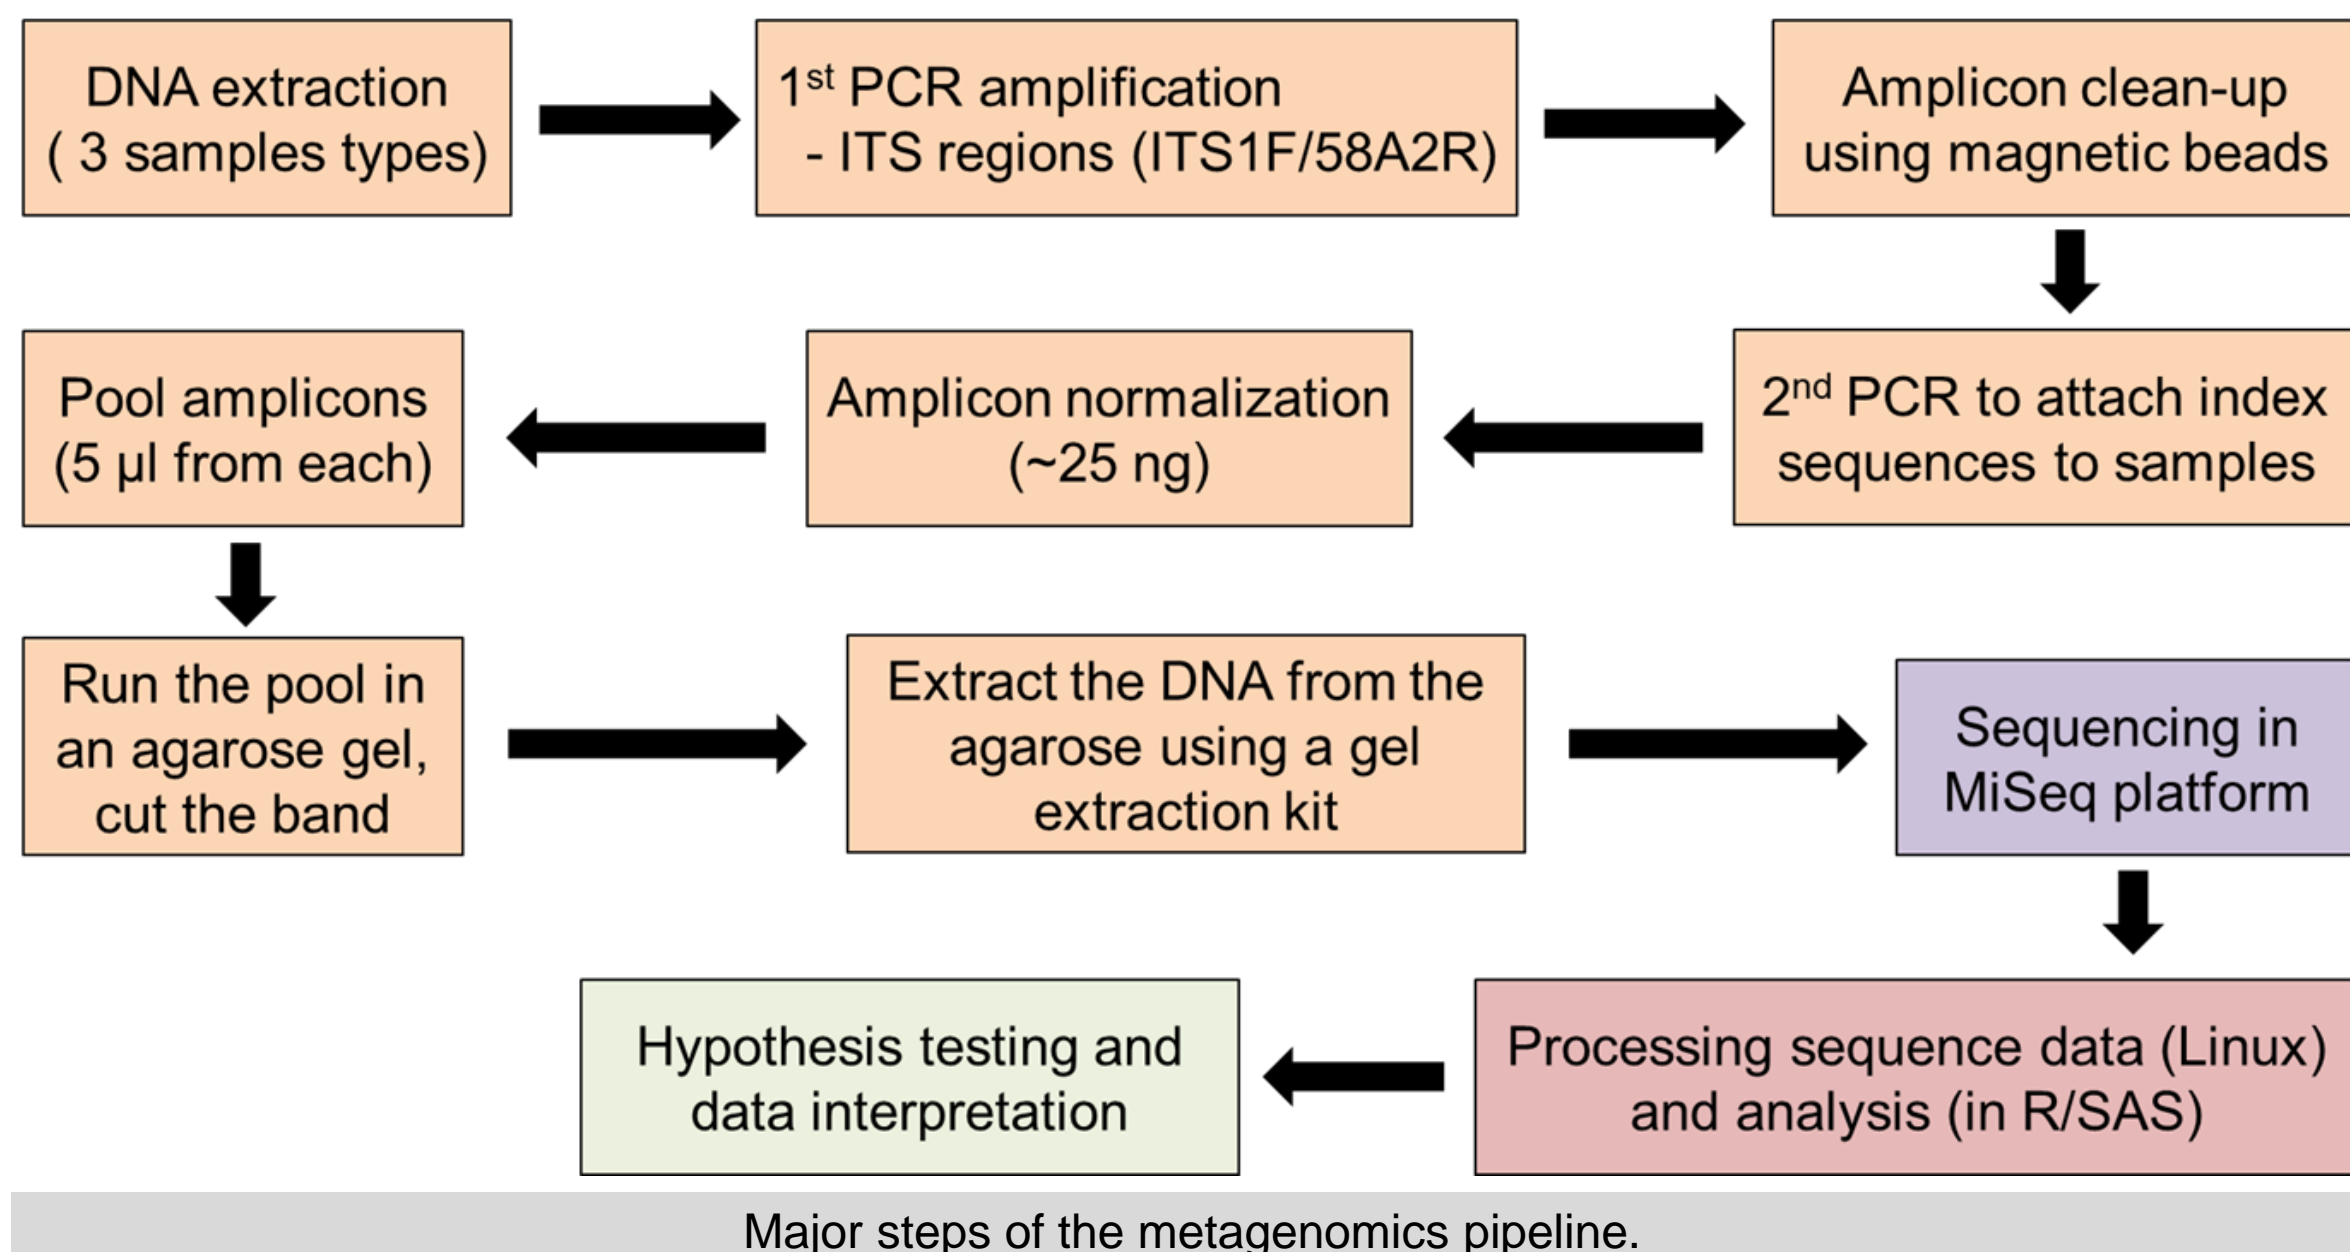 DNA extraction
( 3 samples types)
1st PCR amplification
- ITS regions (ITS1F/58A2R)
Amplicon clean-up
using magnetic beads
2nd PCR to attach index
sequences to samples
Amplicon normalization
(~25 ng)
Pool amplicons
(5 µl from each)
Run the pool in
an agarose gel,
cut the band
Extract the DNA from the
agarose using a gel
extraction kit
Sequencing in
MiSeq platform
Processing sequence data (Linux)
and analysis (in R/SAS)
Hypothesis testing and
data interpretation
Major steps of the metagenomics pipeline.